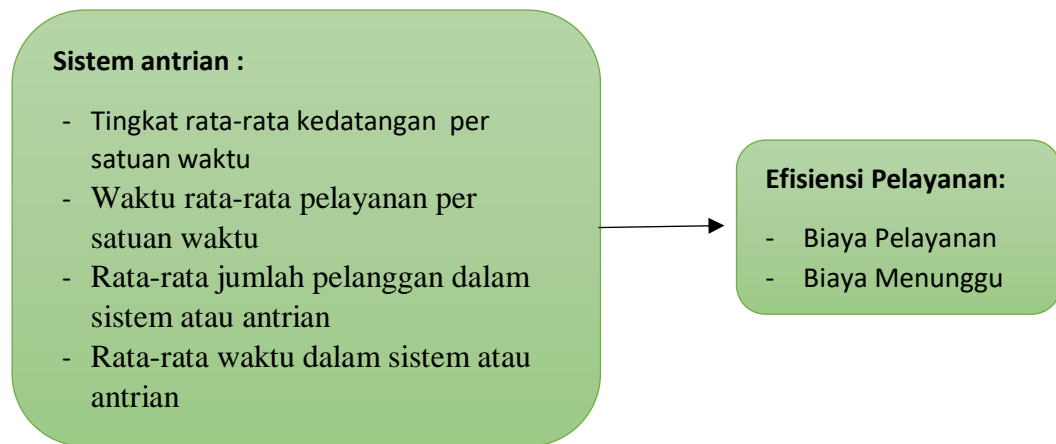 Sistem antrian :
- Tingkat rata-rata kedatangan per
satuan waktu
- Waktu rata-rata pelayanan per
satuan waktu
- Rata-rata jumlah pelanggan dalam
sistem atau antrian
- Rata-rata waktu dalam sistem atau
antrian
Efisiensi Pelayanan:
- Biaya Pelayanan
- Biaya Menunggu